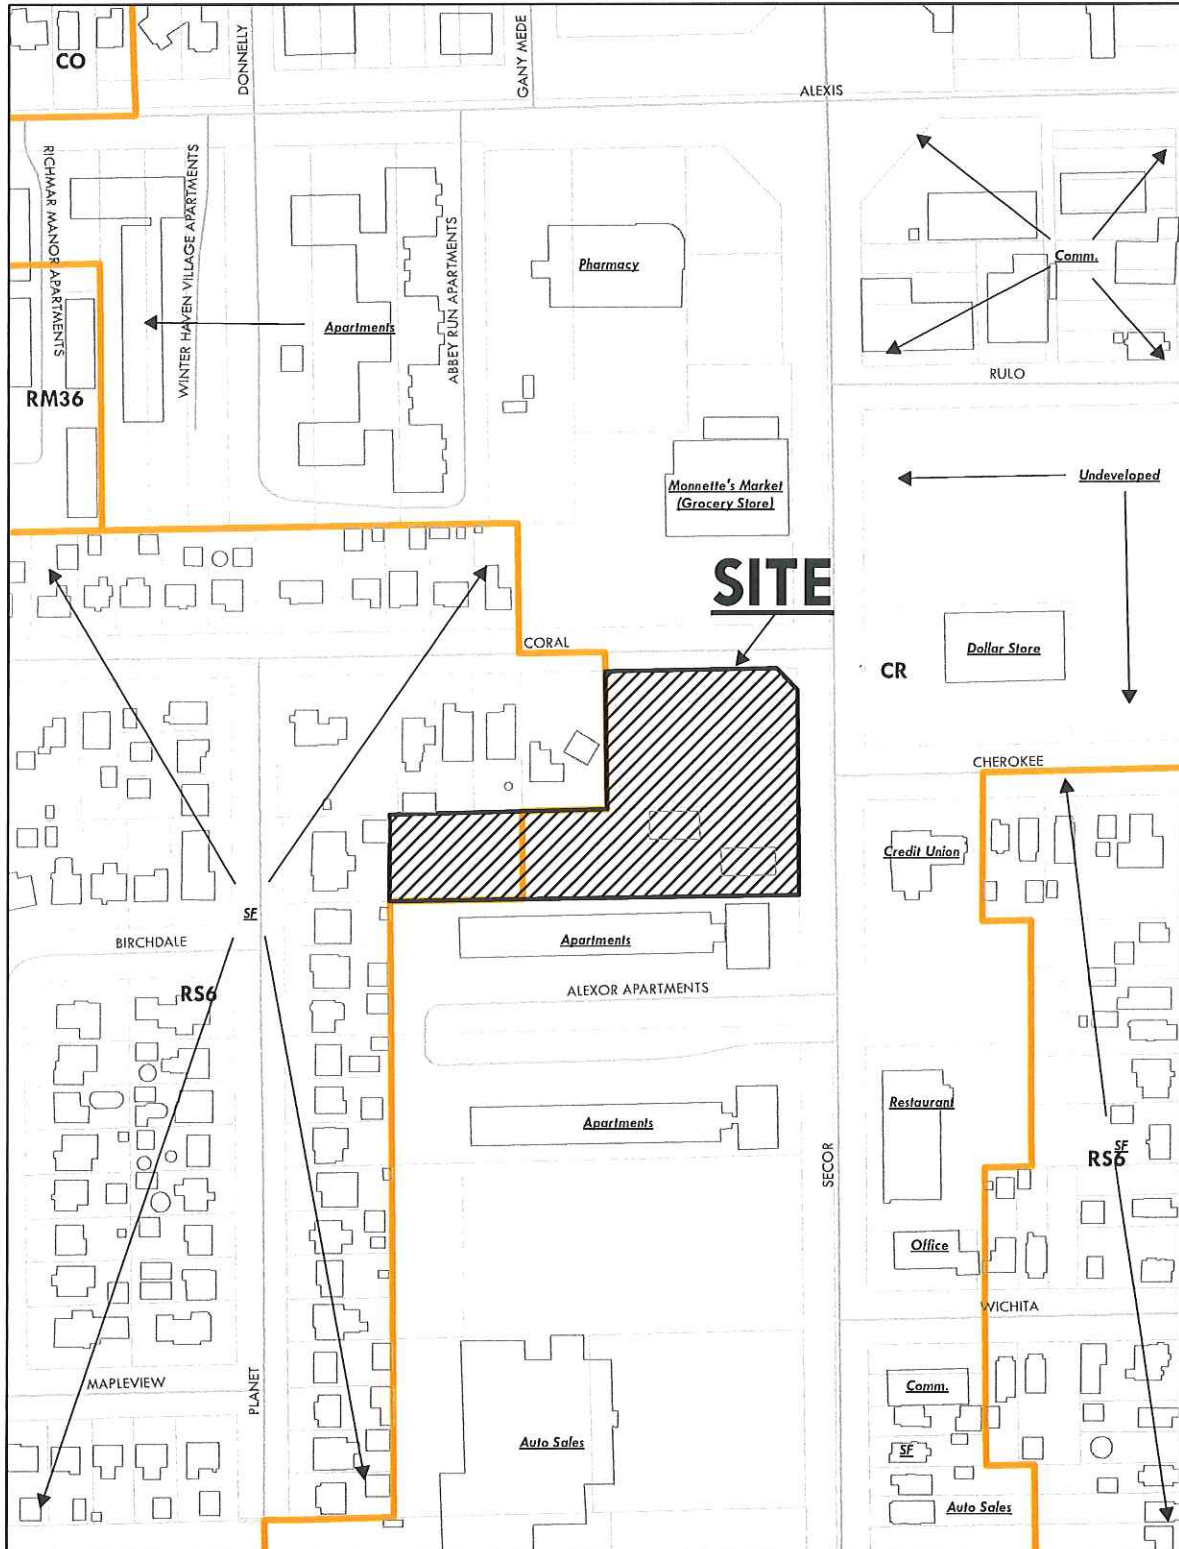 CO
DONNELLY
GANY MEDE
ALEXIS
RICHMAR MANOR APARTMENTS
WINTER HAVEN VILLAGE APARTMENTS
ABBEY RUN APARTMENTS
Pharmacy
Comm.
Apartments
RULO
RM36
Monnette's Market
(Grocery Store)
Undeveloped
SITE
CORAL
Dollar Store
CR
CHEROKEE
Credit Union
SF
BIRCHDALE
Apartments
RS6
ALEXOR APARTMENTS
Restaurant
Apartments
SECOR
SF
RS6
Office
WICHITA
PLANET
MAPLEVIEW
Comm.
Auto Sales
SF
Auto Sales